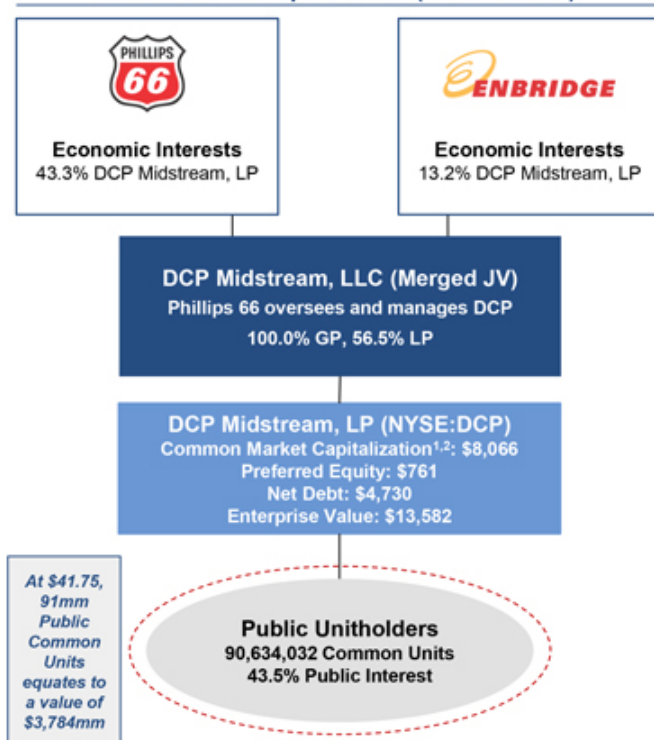 PHILLIPS
66
ENBRIDGE
Economic Interests
43.3% DCP Midstream, LP
Economic Interests
13.2% DCP Midstream, LP
DCP Midstream, LLC (Merged JV)
Phillips 66 oversees and manages DCP
100.0% GP, 56.5% LP
DCP Midstream, LP (NYSE:DCP)
Common Market Capitalization¹,²: $8,066
Preferred Equity: $761
Net Debt: $4,730
Enterprise Value: $13,582
At $41.75,
91mm
Public
Common
Units
equates to
a value of
$3,784mm
Public Unitholders
90,634,032 Common Units
43.5% Public Interest